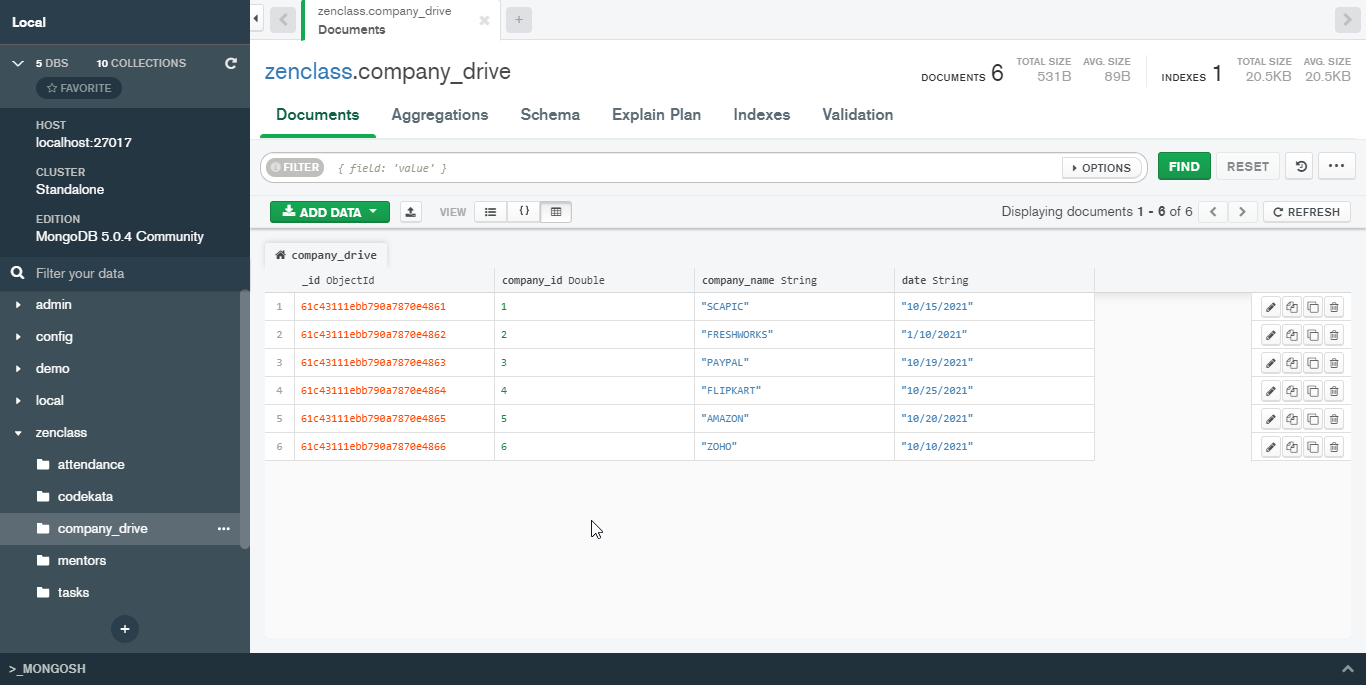 Local
5 DBS 10 COLLECTIONS
FAVORITE
HOST
localhost:27017
CLUSTER
Standalone
EDITION
MongoDB 5.0.4 Community
Filter your data
admin
config
demo
local
zenclass
attendance
codekata
company_drive
mentors
tasks
zenclass.company_drive
Documents
zenclass.company_drive
DOCUMENTS 6 TOTAL SIZE 531B AVG. SIZE 89B INDEXES 1 TOTAL SIZE 20.5KB AVG. SIZE 20.5KB
Documents Aggregations Schema Explain Plan Indexes Validation
FILTER { field: 'value' } OPTIONS FIND RESET
ADD DATA VIEW {} Displaying documents 1 - 6 of 6 REFRESH
company_drive
_id ObjectId company_id Double company_name String date String
1 61c43111ebb790a7870e4861 1 "SCAPIC" "10/15/2021"
2 61c43111ebb790a7870e4862 2 "FRESHWORKS" "1/10/2021"
3 61c43111ebb790a7870e4863 3 "PAYPAL" "10/19/2021"
4 61c43111ebb790a7870e4864 4 "FLIPKART" "10/25/2021"
5 61c43111ebb790a7870e4865 5 "AMAZON" "10/20/2021"
6 61c43111ebb790a7870e4866 6 "ZOHO" "10/10/2021"
>_MONGOSH